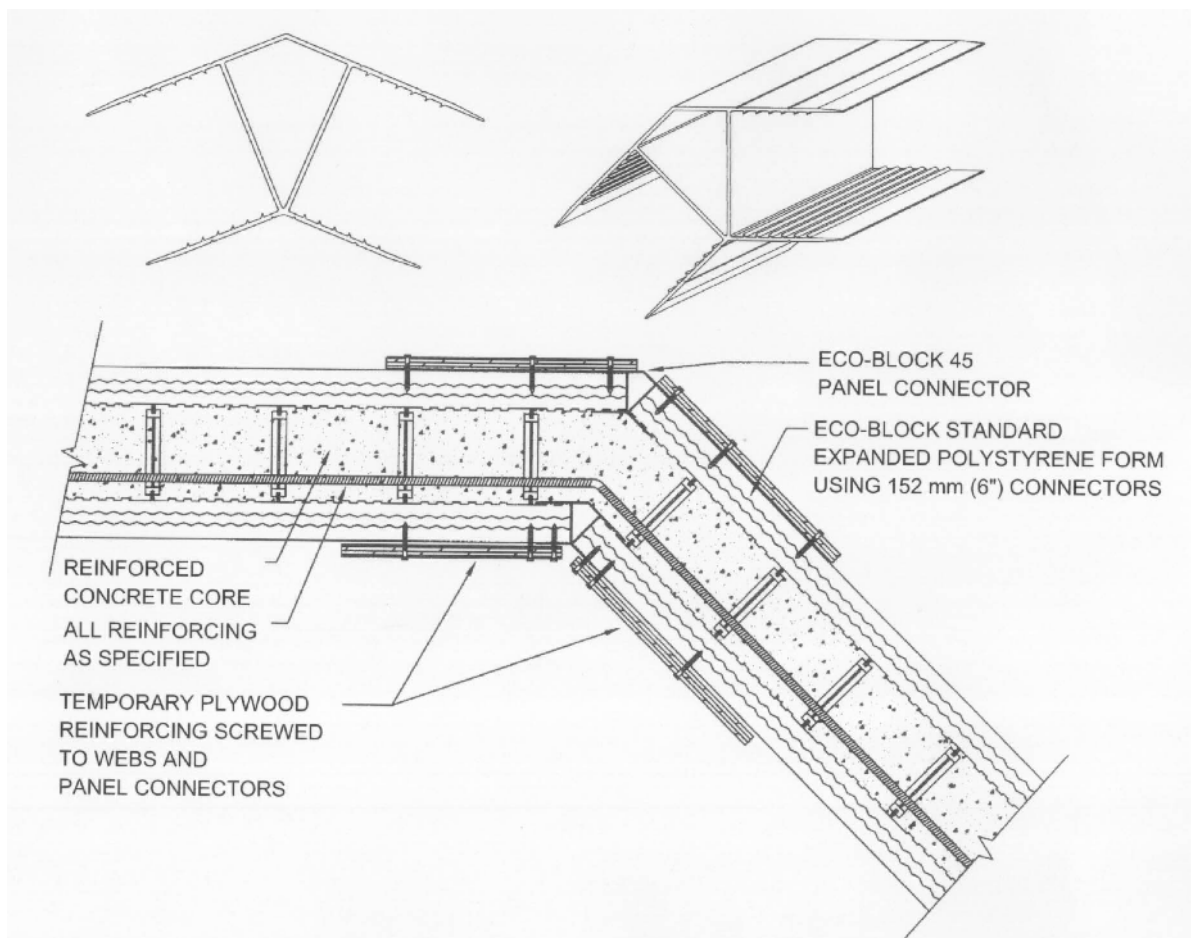 ECO-BLOCK 45
PANEL CONNECTOR
ECO-BLOCK STANDARD
EXPANDED POLYSTYRENE FORM
USING 152 mm (6") CONNECTORS
REINFORCED
CONCRETE CORE
ALL REINFORCING
AS SPECIFIED
TEMPORARY PLYWOOD
REINFORCING SCREWED
TO WEBS AND
PANEL CONNECTORS